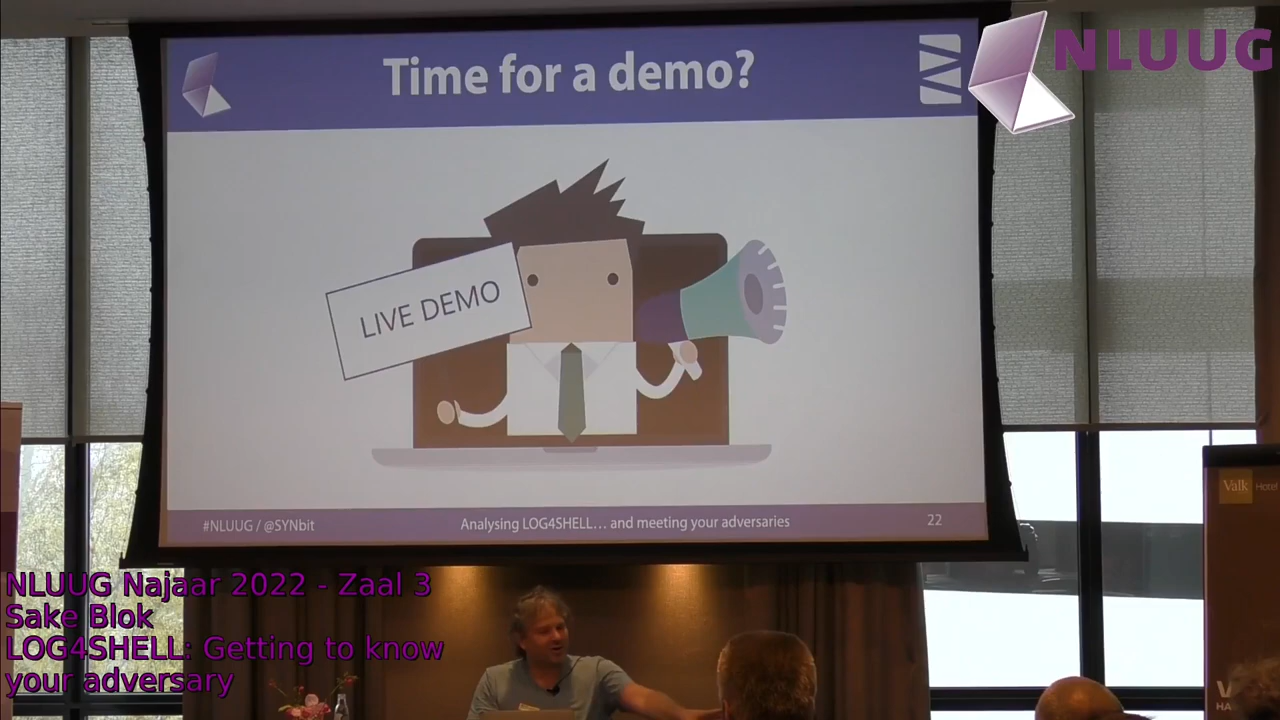 Time for a demo?
NLUUG
LIVE DEMO
#NLUUG / @SYNbit
Analysing LOG4SHELL... and meeting your adversaries
22
Valk Hotel
NLUUG Najaar 2022 - Zaal 3
Sake Blok
LOG4SHELL: Getting to know
your adversary